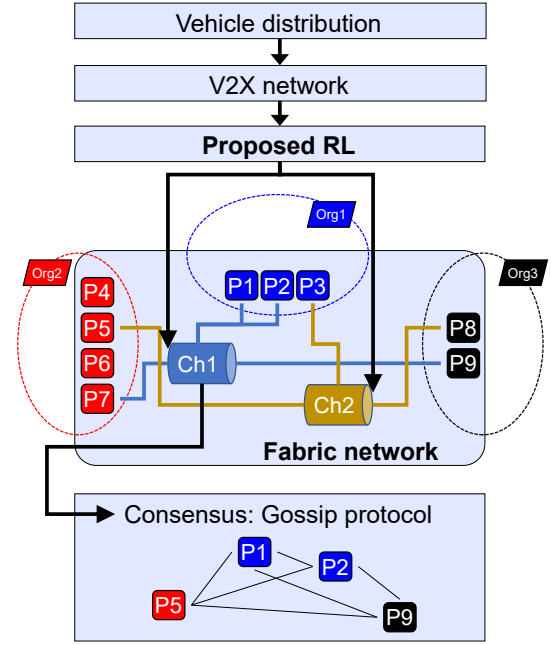 Vehicle distribution
V2X network
Proposed RL
Org1
Org2
Org3
P1 P2 P3
P4
P5
P6
P7
P8
P9
Ch1
Ch2
Fabric network
Consensus: Gossip protocol
P1
P2
P5
P9